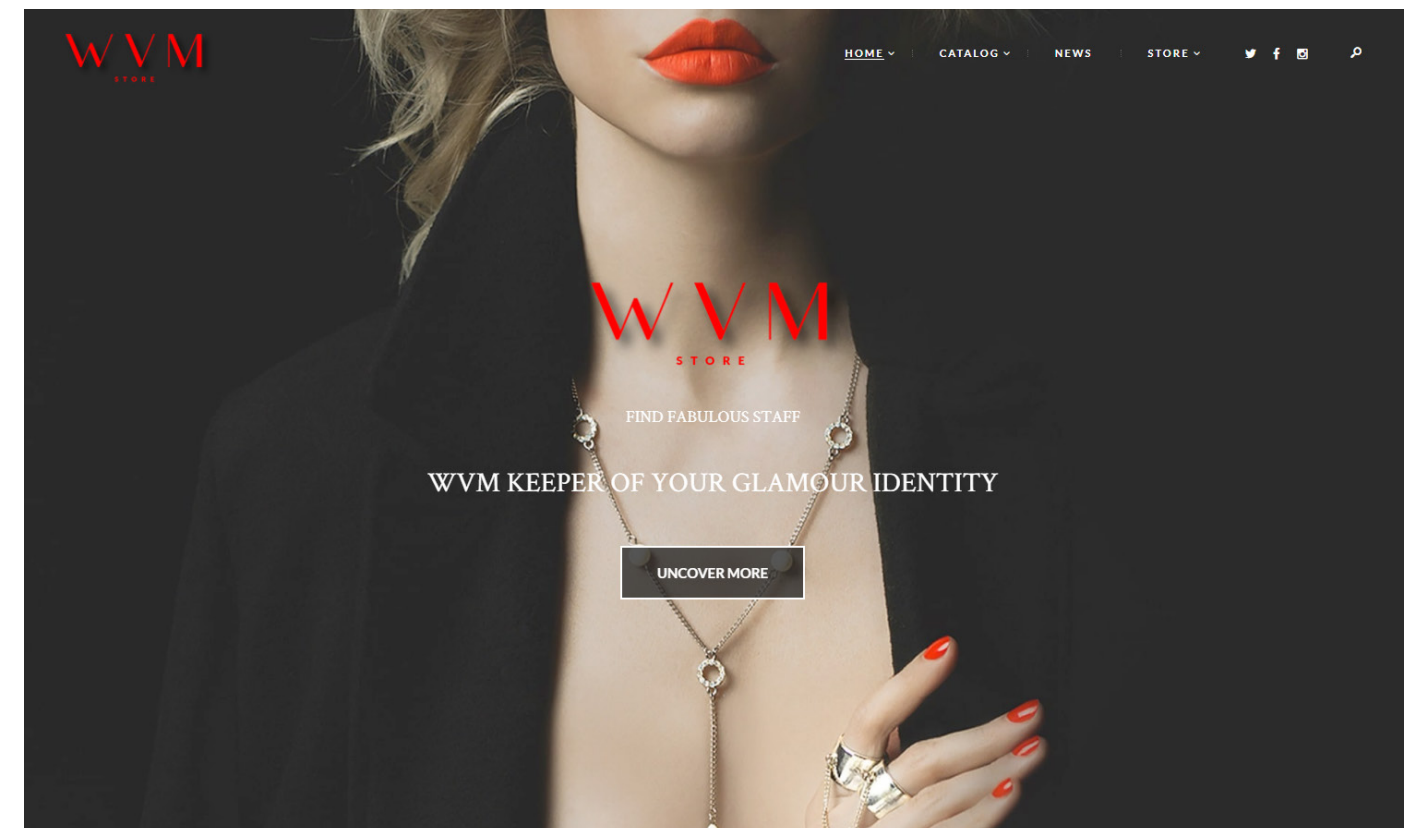 WVM
STORE
HOME
CATALOG
NEWS
STORE
WVM
STORE
FIND FABULOUS STAFF
WVM KEEPER OF YOUR GLAMOUR IDENTITY
UNCOVER MORE